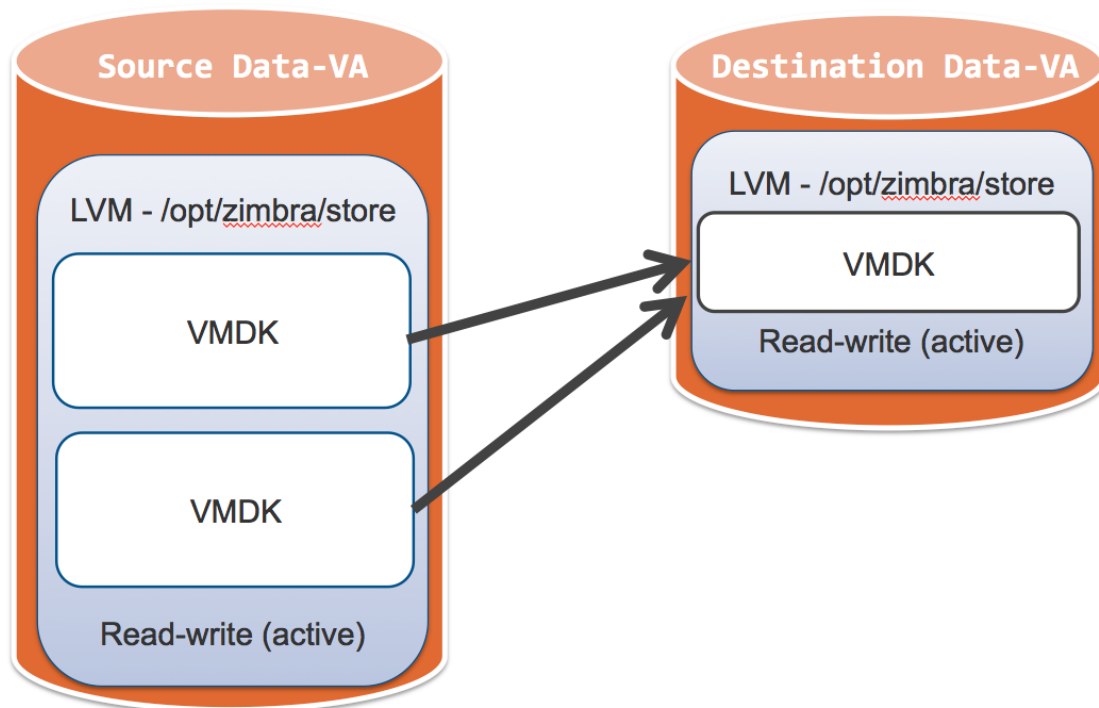 Source Data-VA
LVM - /opt/zimbra/store
VMDK
VMDK
Read-write (active)
Destination Data-VA
LVM - /opt/zimbra/store
VMDK
Read-write (active)